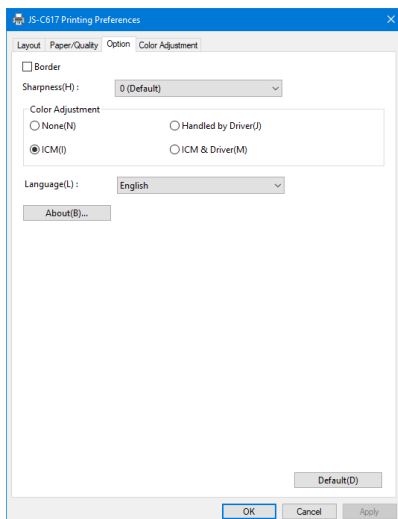 JS-C617 Printing Preferences
Layout Paper/Quality Option Color Adjustment
Border
Sharpness(H) : 0 (Default)
Color Adjustment
None(N) Handled by Driver(J)
ICM(I) ICM & Driver(M)
Language(L) : English
About(B)...
Default(D)
OK Cancel Apply